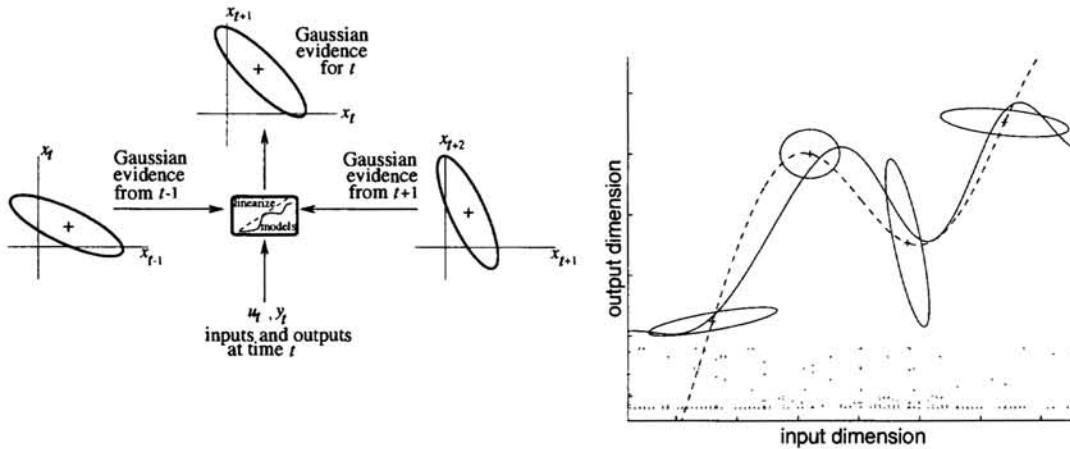 x_{t+1}
Gaussian
evidence
for t
x_t
x_t
Gaussian
evidence
from t-1
x_{t-1}
linearize
models
Gaussian
evidence
from t+1
x_{t+2}
x_{t+1}
u_t , y_t
inputs and outputs
at time t
output dimension
input dimension